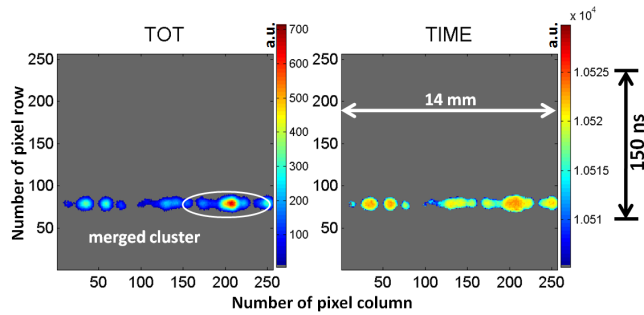 TOT
a.u.
TIME
a.u.
x 10⁴
250
200
150
100
50
Number of pixel row
merged cluster
50 100 150 200 250
700
600
500
400
300
200
100
250
200
150
100
50
14 mm
50 100 150 200 250
1.0525
1.052
1.0515
1.051
150 ns
Number of pixel column